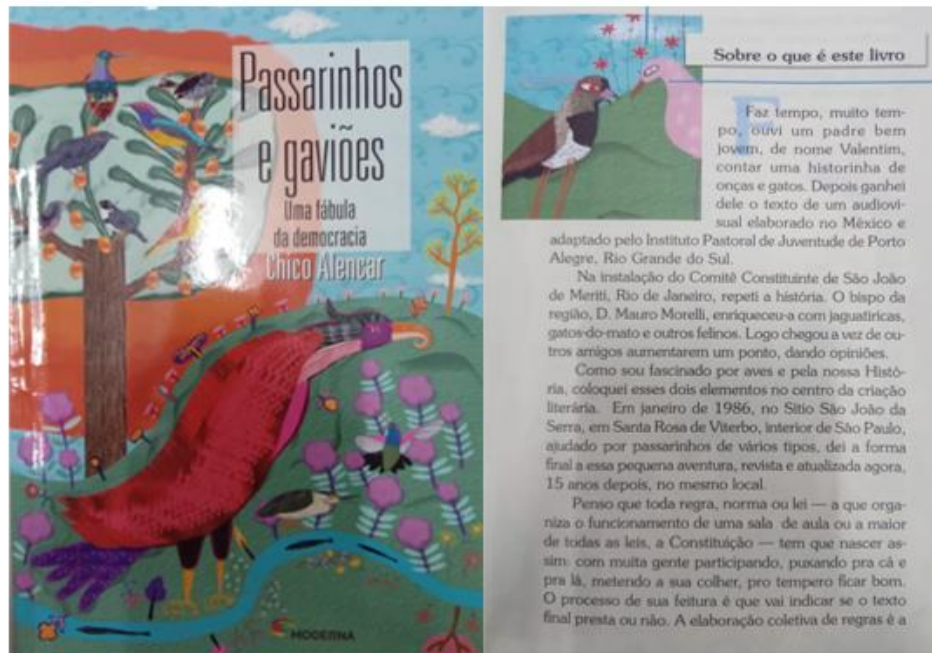 Passarinhos
e gaviões
Uma fábula
da democracia
Chico Alencar
MODERNA
Sobre o que é este livro
Faz tempo, muito tem-
po, ouvi um padre bem
jovem, de nome Valentim,
contar uma historinha de
onças e gatos. Depois ganhei
dele o texto de um audiovi-
sual elaborado no México e
adaptado pelo Instituto Pastoral de Juventude de Porto
Alegre, Rio Grande do Sul.
Na instalação do Comitê Constituinte de São João
de Meriti, Rio de Janeiro, repeti a história. O bispo da
região, D. Mauro Morelli, enriqueceu-a com jaguatiricas,
gatos-do-mato e outros felinos. Logo chegou a vez de ou-
tros amigos aumentarem um ponto, dando opiniões.
Como sou fascinado por aves e pela nossa Histó-
ria, coloquei esses dois elementos no centro da criação
literária. Em janeiro de 1986, no Sítio São João da
Serra, em Santa Rosa de Viterbo, interior de São Paulo,
ajudado por passarinhos de vários tipos, dei a forma
final a essa pequena aventura, revista e atualizada agora,
15 anos depois, no mesmo local.
Penso que toda regra, norma ou lei — a que orga-
niza o funcionamento de uma sala de aula ou a maior
de todas as leis, a Constituição — tem que nascer as-
sim: com muita gente participando, puxando pra cá e
pra lá, metendo a sua colher, pro tempero ficar bom.
O processo de sua feitura é que vai indicar se o texto
final presta ou não. A elaboração coletiva de regras é a